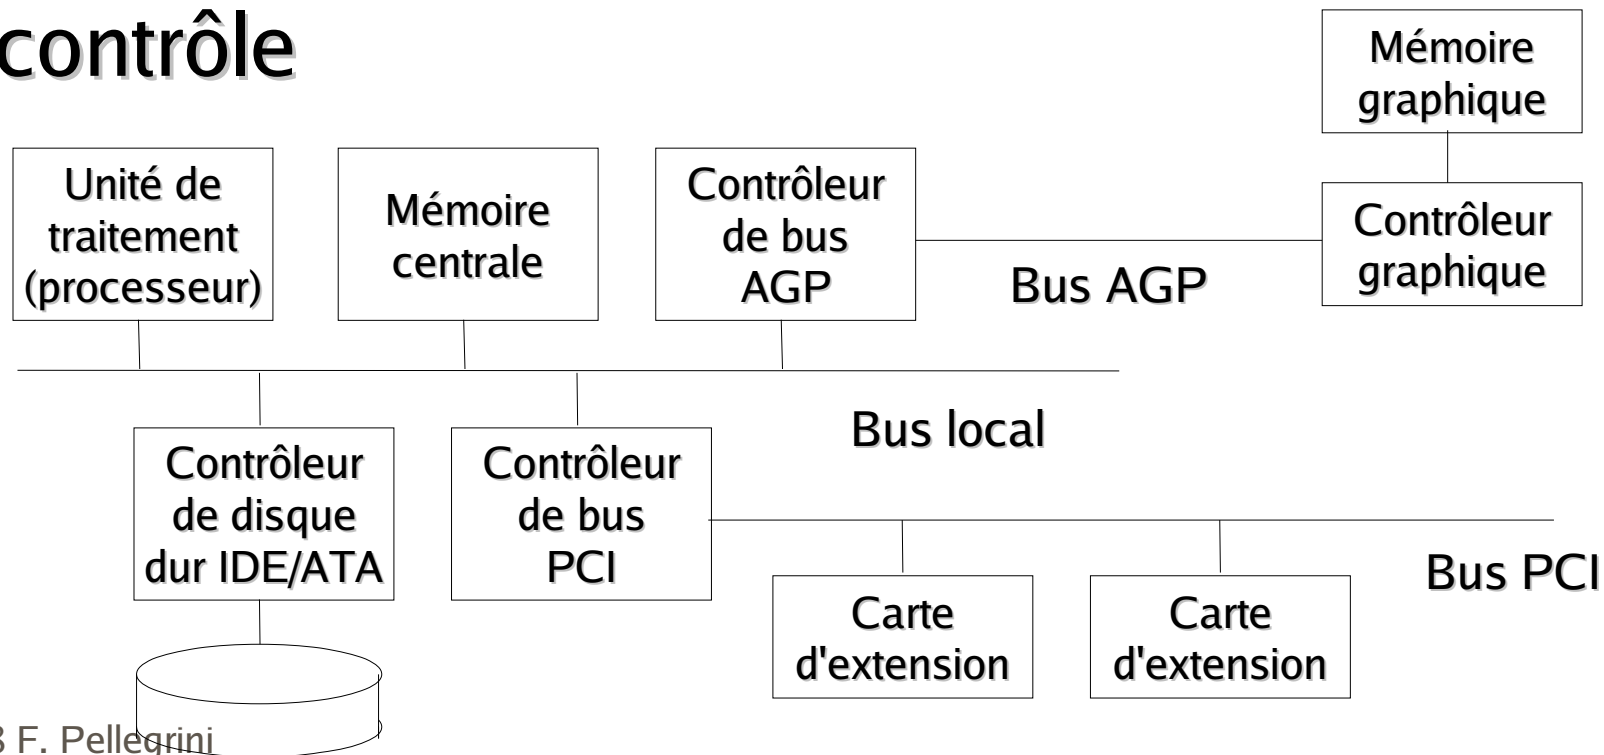 contrôle
Mémoire
graphique
Unité de
traitement
(processeur)
Mémoire
centrale
Contrôleur
de bus
AGP
Contrôleur
graphique
Bus AGP
Bus local
Contrôleur
de disque
dur IDE/ATA
Contrôleur
de bus
PCI
Bus PCI
Carte
d'extension
Carte
d'extension
8 F. Pellegrini